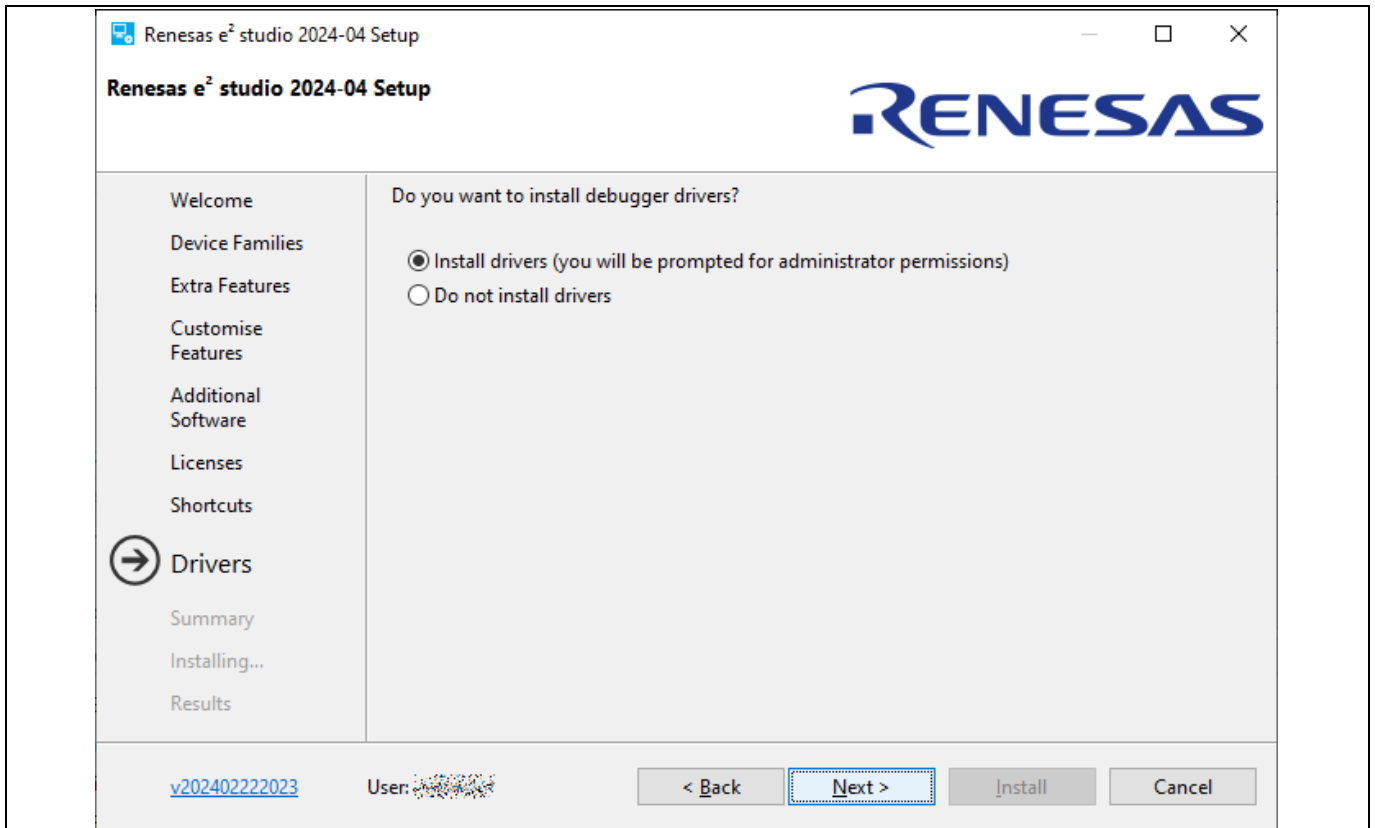 Renesas e² studio 2024-04 Setup
Renesas e² studio 2024-04 Setup
RENESAS
Welcome
Device Families
Extra Features
Customise
Features
Additional
Software
Licenses
Shortcuts
Drivers
Summary
Installing...
Results
Do you want to install debugger drivers?
Install drivers (you will be prompted for administrator permissions)
Do not install drivers
v202402222023
User:
< Back
Next >
Install
Cancel